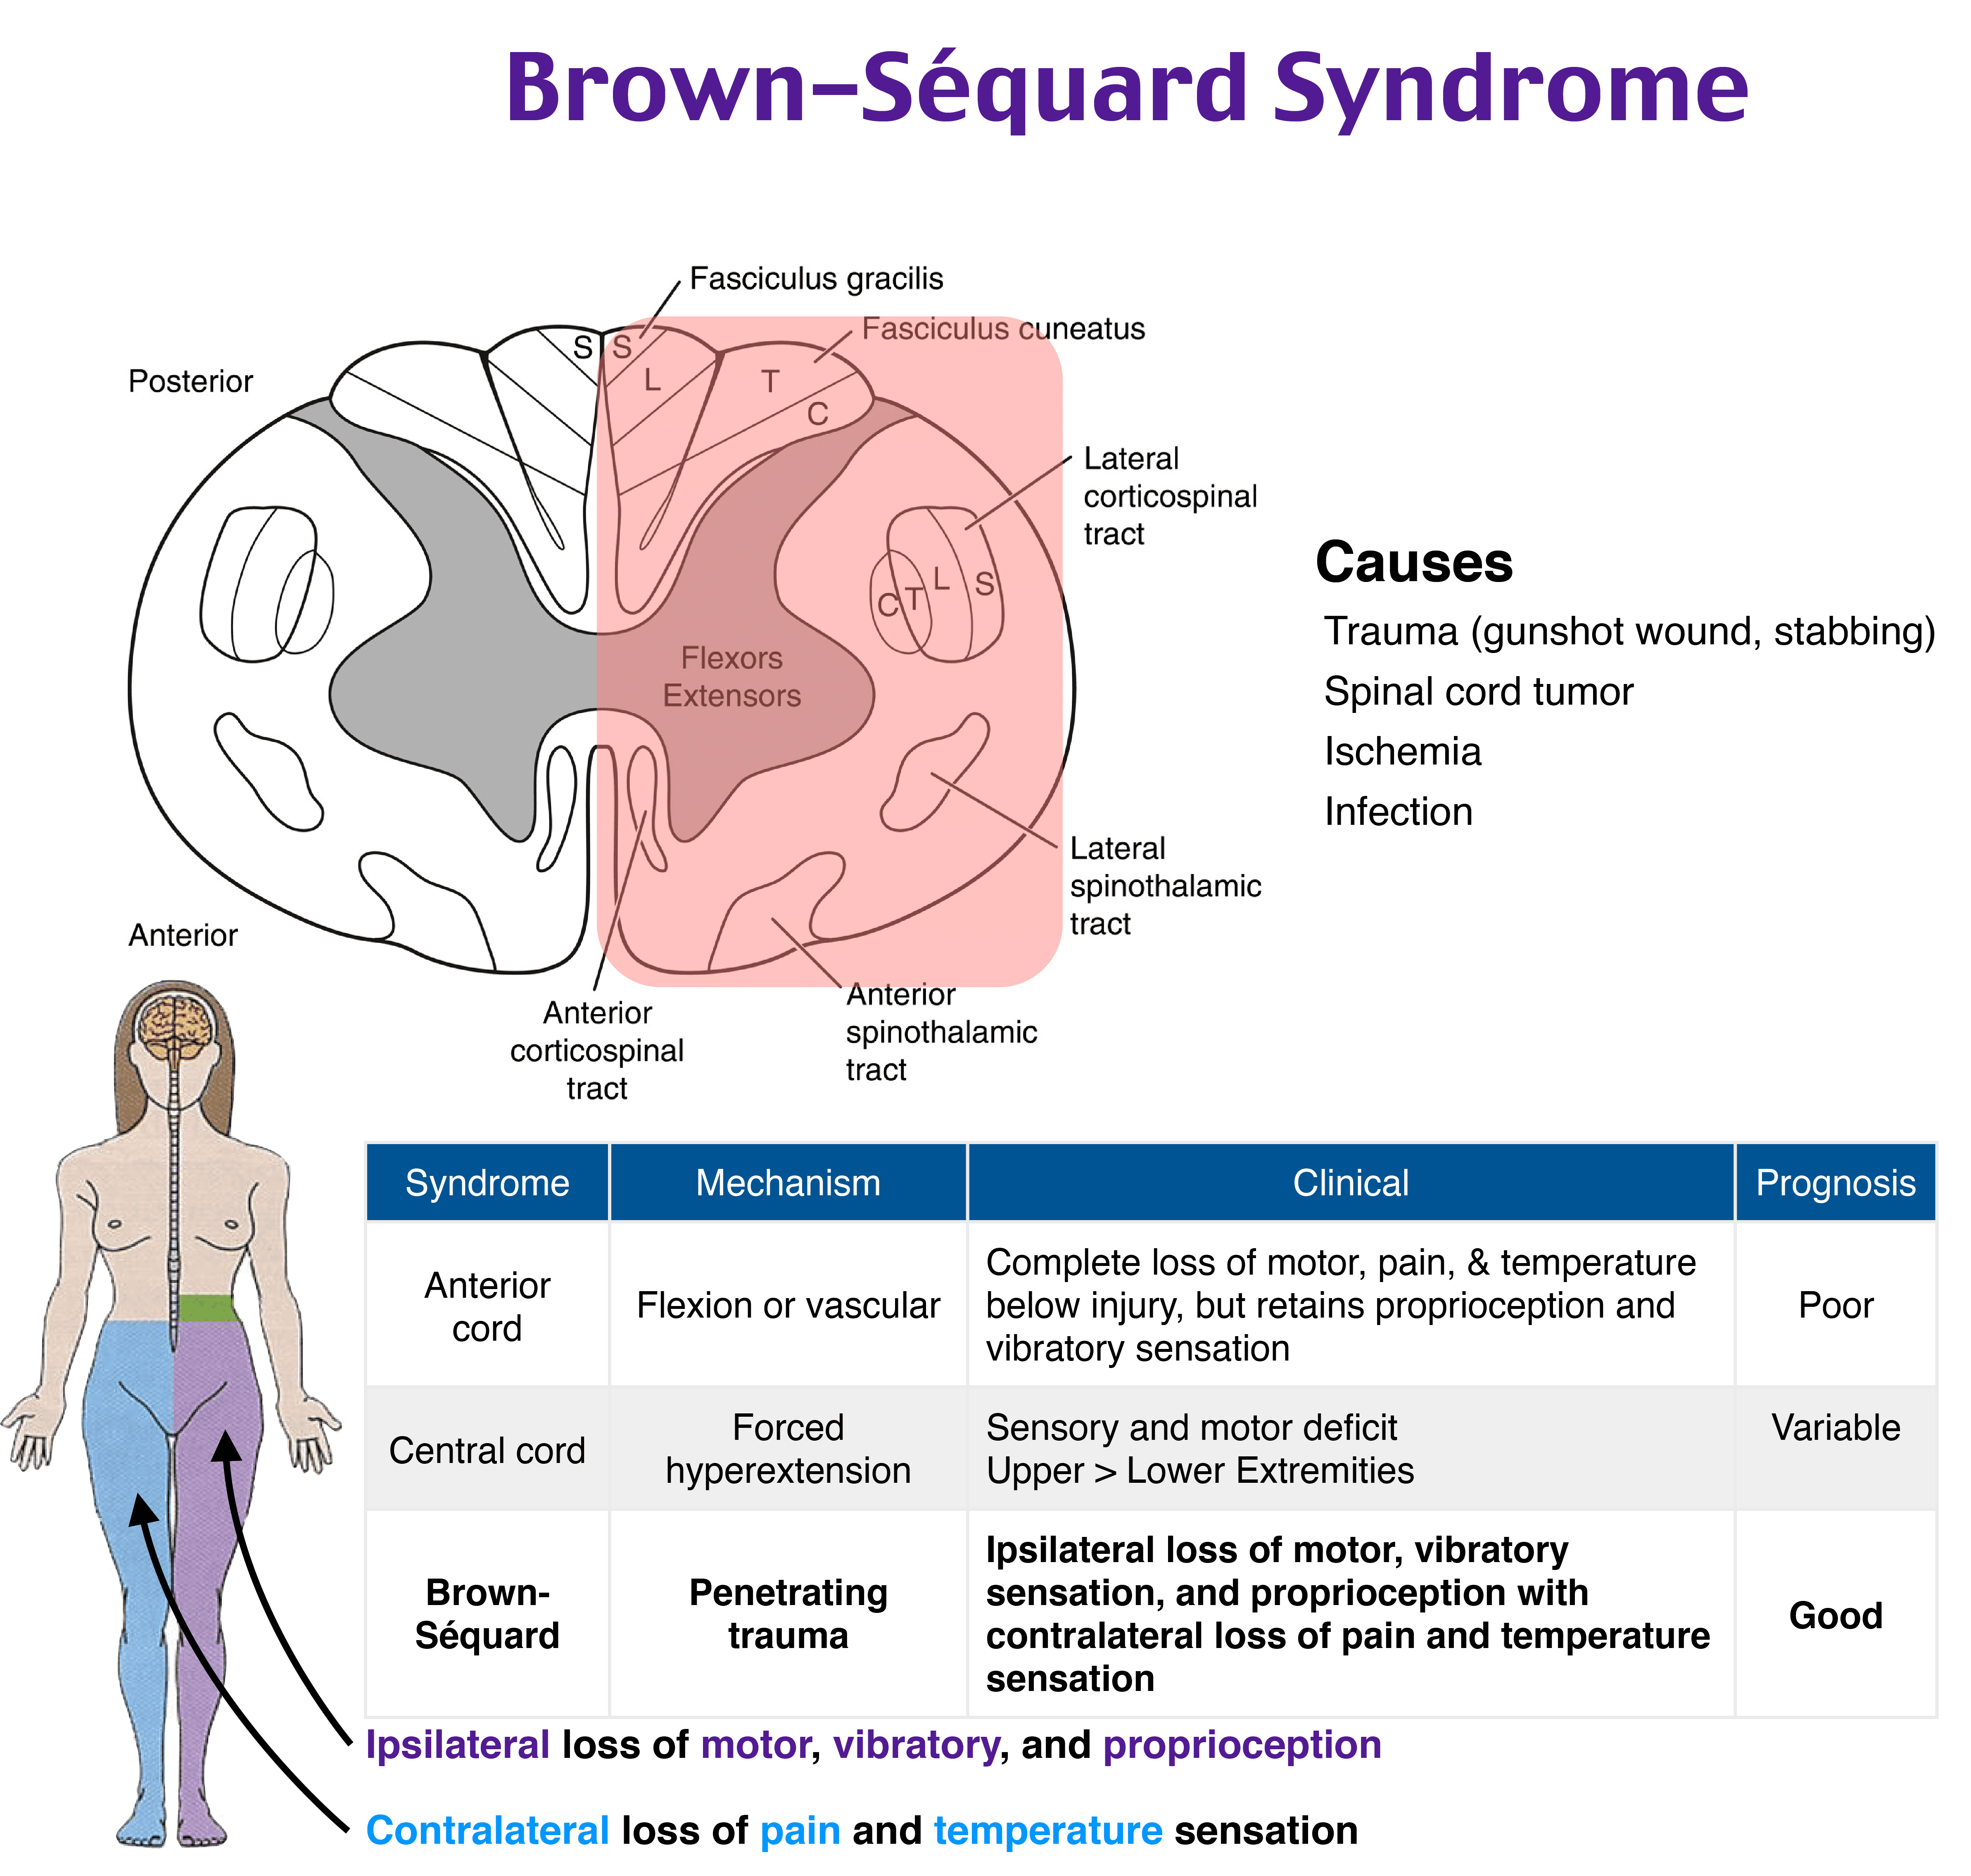 Brown-Séquard Syndrome
Fasciculus gracilis
Fasciculus cuneatus
Posterior
S
S
L
T
C
Lateral
corticospinal
tract
C
T
L
S
Flexors
Extensors
Causes
Trauma (gunshot wound, stabbing)
Spinal cord tumor
Ischemia
Infection
Lateral
spinothalamic
tract
Anterior
Anterior
corticospinal
tract
Anterior
spinothalamic
tract
Syndrome
Mechanism
Clinical
Prognosis
Anterior
cord
Flexion or vascular
Complete loss of motor, pain, & temperature
below injury, but retains proprioception and
vibratory sensation
Poor
Central cord
Forced
hyperextension
Sensory and motor deficit
Upper > Lower Extremities
Variable
Brown-
Séquard
Penetrating
trauma
Ipsilateral loss of motor, vibratory
sensation, and proprioception with
contralateral loss of pain and temperature
sensation
Good
Ipsilateral loss of motor, vibratory, and proprioception
Contralateral loss of pain and temperature sensation